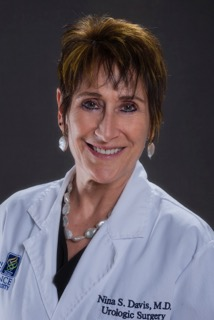 Nina S. Davis, M.D.
Urologic Surgery